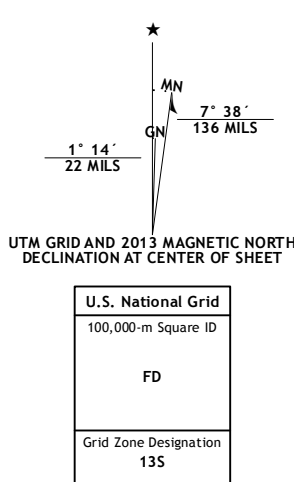 ★
MN
7° 38´
136 MILS
GN
1° 14´
22 MILS
UTM GRID AND 2013 MAGNETIC NORTH
DECLINATION AT CENTER OF SHEET
U.S. National Grid
100,000-m Square ID
FD
Grid Zone Designation
13S